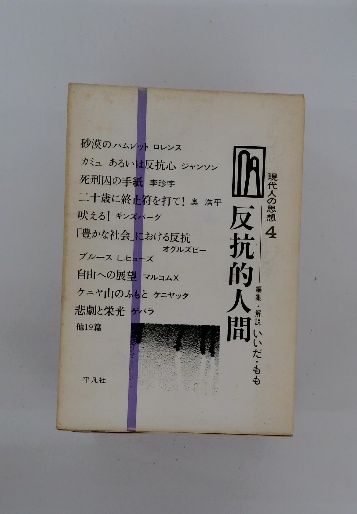 現代人の思想 4
反抗的人間
編集・解説 いいだ・もも
砂漠のハムレット ロレンス
カミュ あるいは反抗心 ジャンソン
死刑囚の手紙 李珍宇
二十歳に終止符を打て! 奥 浩平
吠える! ギンズバーグ
「豊かな社会」における反抗
オグルズビー
ブルース L.ヒューズ
自由への展望 マルコムX
ケニヤ山のふもと ケニヤッタ
悲劇と栄光 ゲバラ
他19篇
平凡社